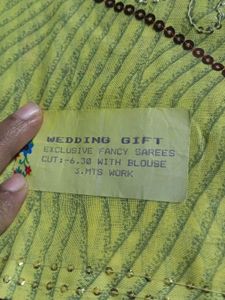 WEDDING GIFT
EXCLUSIVE FANCY SAREES
CUT:-6.30 WITH BLOUSE
3.MTS WORK